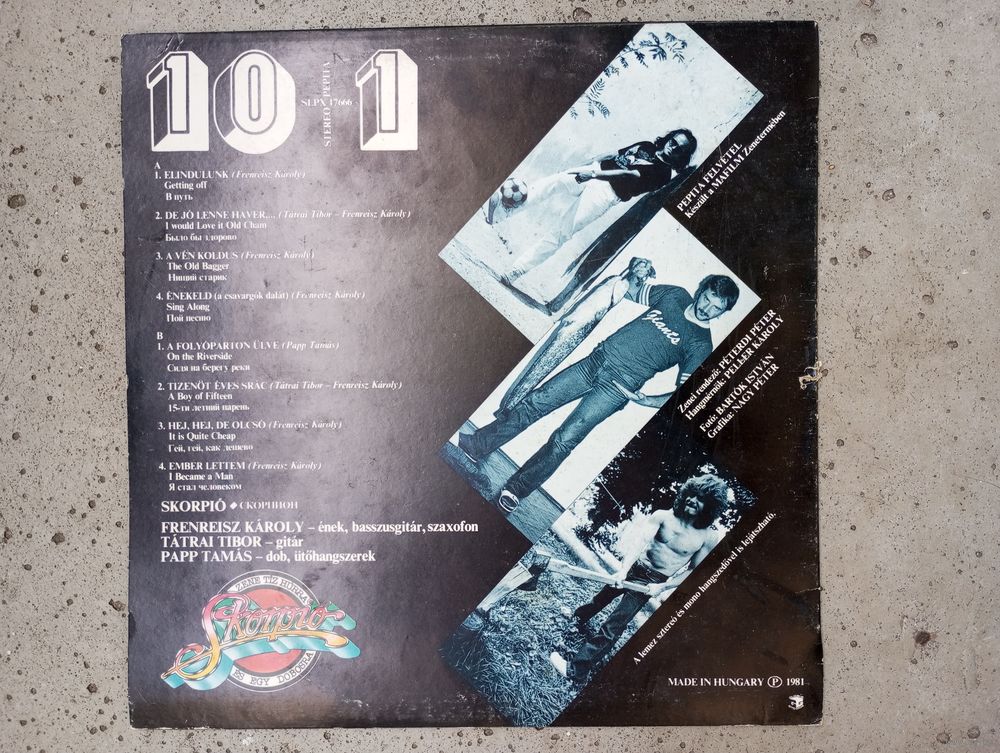 10 1
STEREO PEPITA
SLPX 17666
A
1. ELINDULUNK (Frenreisz Károly)
Getting off
В путь
2. DE JÓ LENNE HAVER,... (Tátrai Tibor – Frenreisz Károly)
I would Love it Old Cham
Было бы здорово
3. A VÉN KOLDUS (Frenreisz Károly)
The Old Bagger
Нищий старик
4. ÉNEKELD (a csavargók dalát) (Frenreisz Károly)
Sing Along
Пой песню
B
1. A FOLYÓPARTON ÜLVE (Papp Tamás)
On the Riverside
Сидя на берегу реки
2. TIZENÖT ÉVES SRÁC (Tátrai Tibor – Frenreisz Károly)
A Boy of Fifteen
15-ти летний парень
3. HEJ, HEJ, DE OLCSÓ (Frenreisz Károly)
It is Quite Cheap
Гей, гей, как дешево
4. EMBER LETTEM (Frenreisz Károly)
I Became a Man
Я стал человеком
SKORPIÓ ◆ СКОРПИОН
FRENREISZ KÁROLY – ének, basszusgitár, szaxofon
TÁTRAI TIBOR – gitár
PAPP TAMÁS – dob, ütőhangszerek
ZENE TIZ HÚRRA
Skorpió
ÉS EGY DOBOSRA
PEPITA FELVÉTEL
Készült a MAFILM Zenetermében
Giants
Zenei rendező: PÉTERDI PÉTER
Hangmérnök: PELLER KÁROLY
Fotó: BARTÓK ISTVÁN
Grafika: NAGY PÉTER
A lemez sztereó és mono hangszedővel is lejátszható.
MADE IN HUNGARY Ⓟ 1981